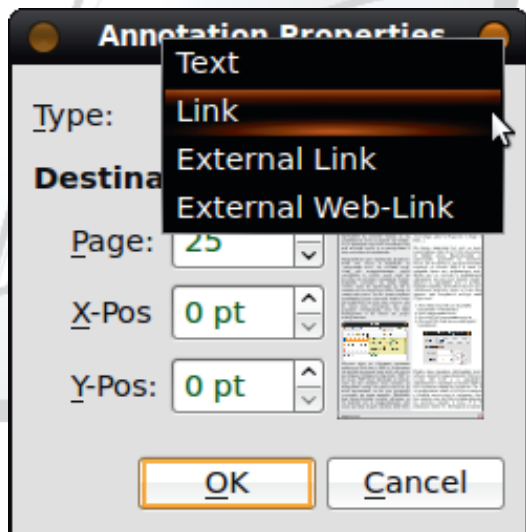 Annotation Properties
Text
Type:
Link
External Link
Destina
External Web-Link
Page: 25
X-Pos 0 pt
Y-Pos: 0 pt
OK Cancel